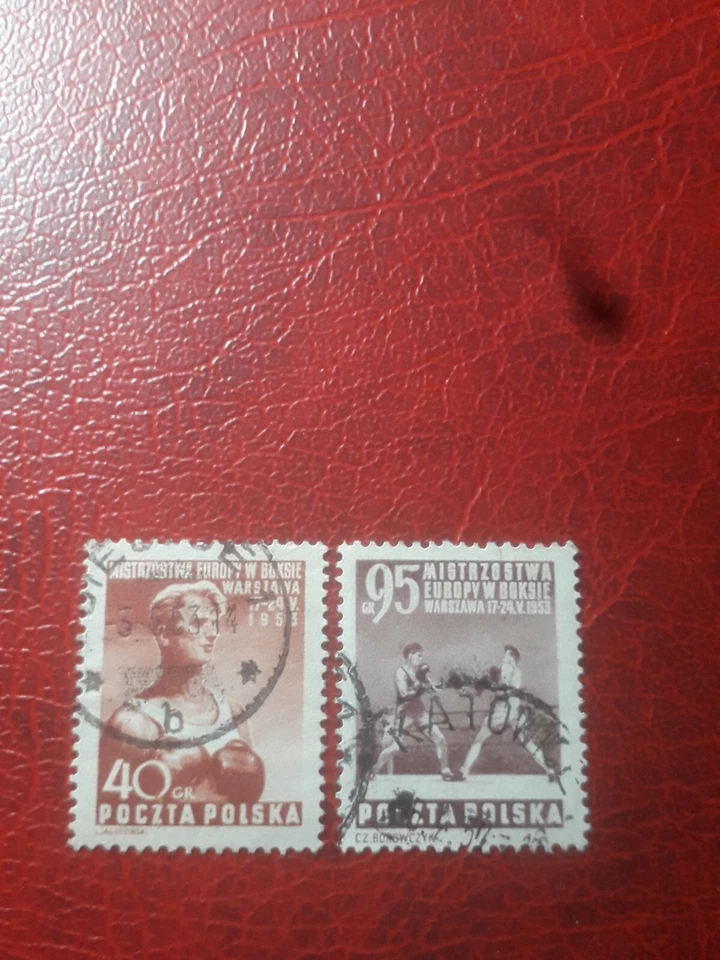 MISTRZOSTWA EUROPY W BOKSIE
WARSZAWA
17-24.V.
1953
b
40 GR
POCZTA POLSKA
GR 95 MISTRZOSTWA
EUROPY W BOKSIE
WARSZAWA 17-24.V.1953
KATOW
POCZTA POLSKA
CZ.BOROWCZYK